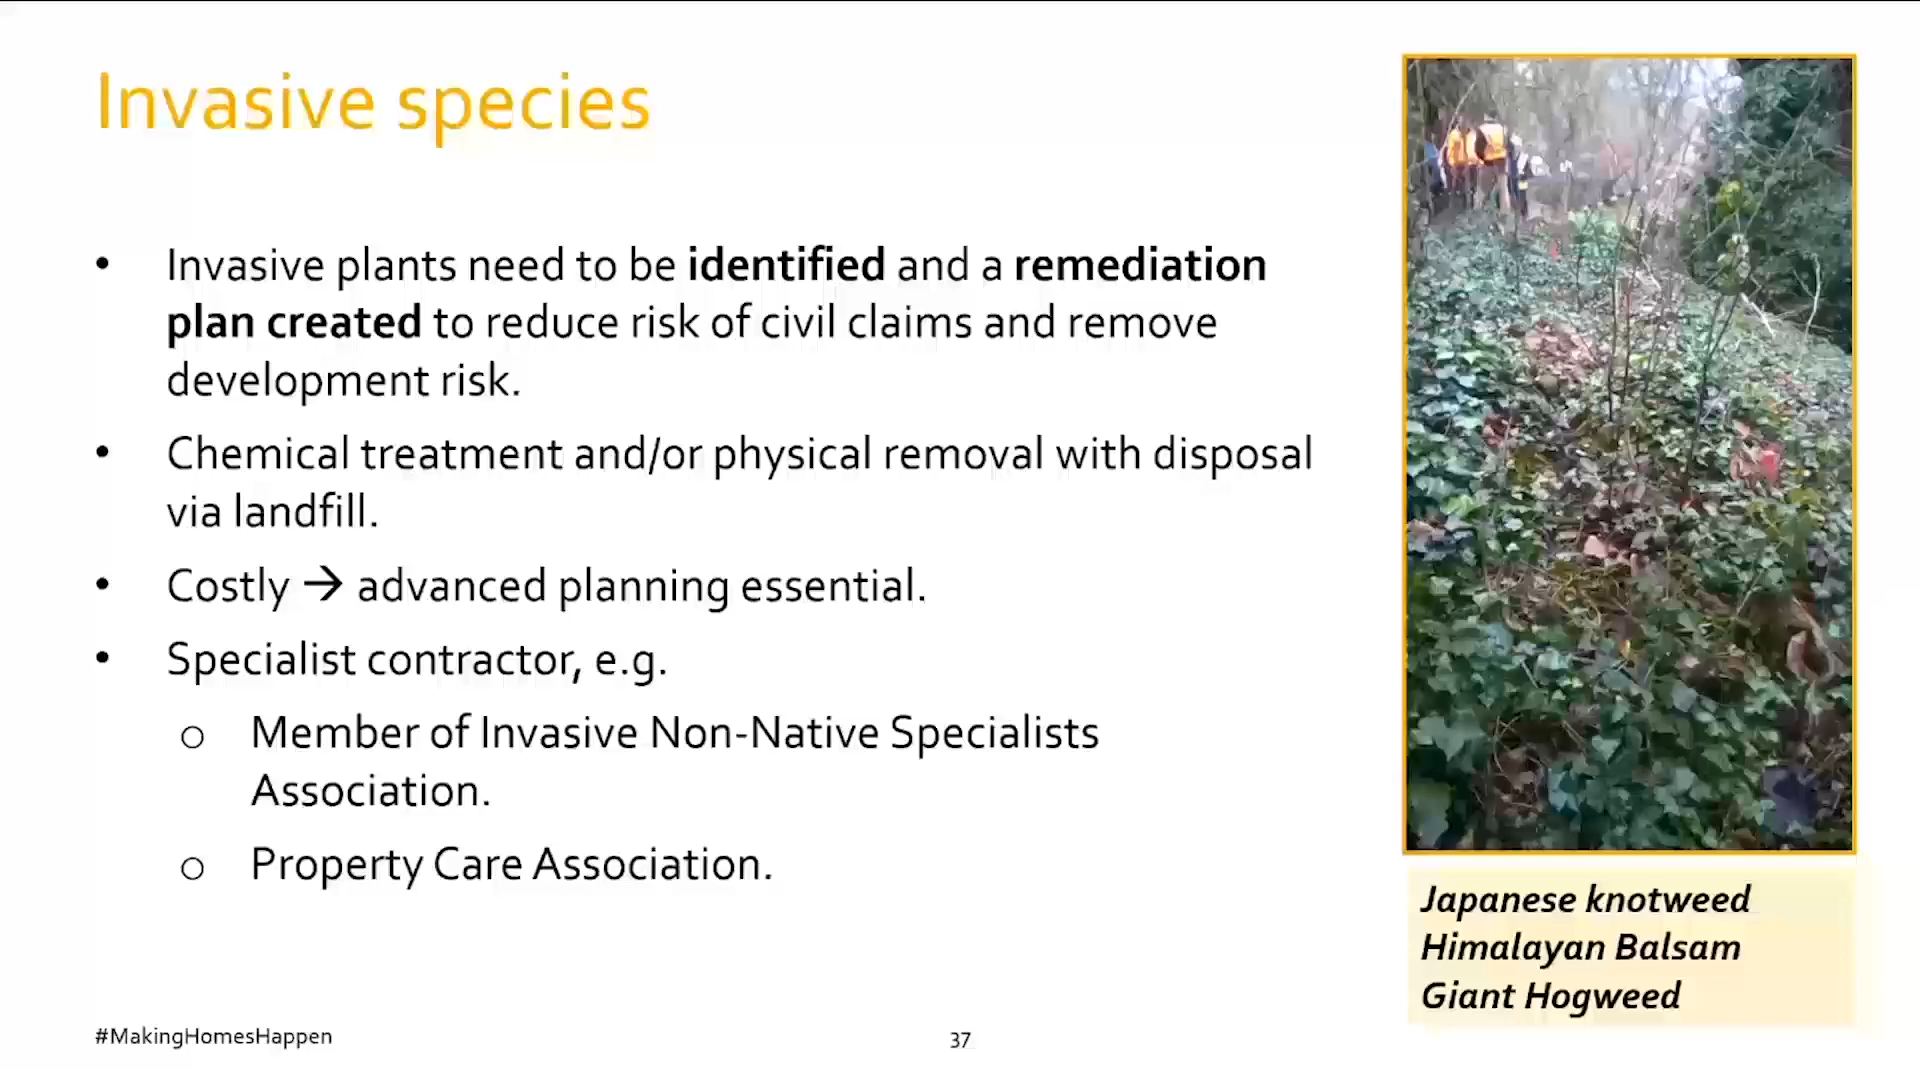 Invasive species
• Invasive plants need to be identified and a remediation
plan created to reduce risk of civil claims and remove
development risk.
• Chemical treatment and/or physical removal with disposal
via landfill.
• Costly → advanced planning essential.
• Specialist contractor, e.g.
o Member of Invasive Non-Native Specialists
Association.
o Property Care Association.
Japanese knotweed
Himalayan Balsam
Giant Hogweed
#MakingHomesHappen
37